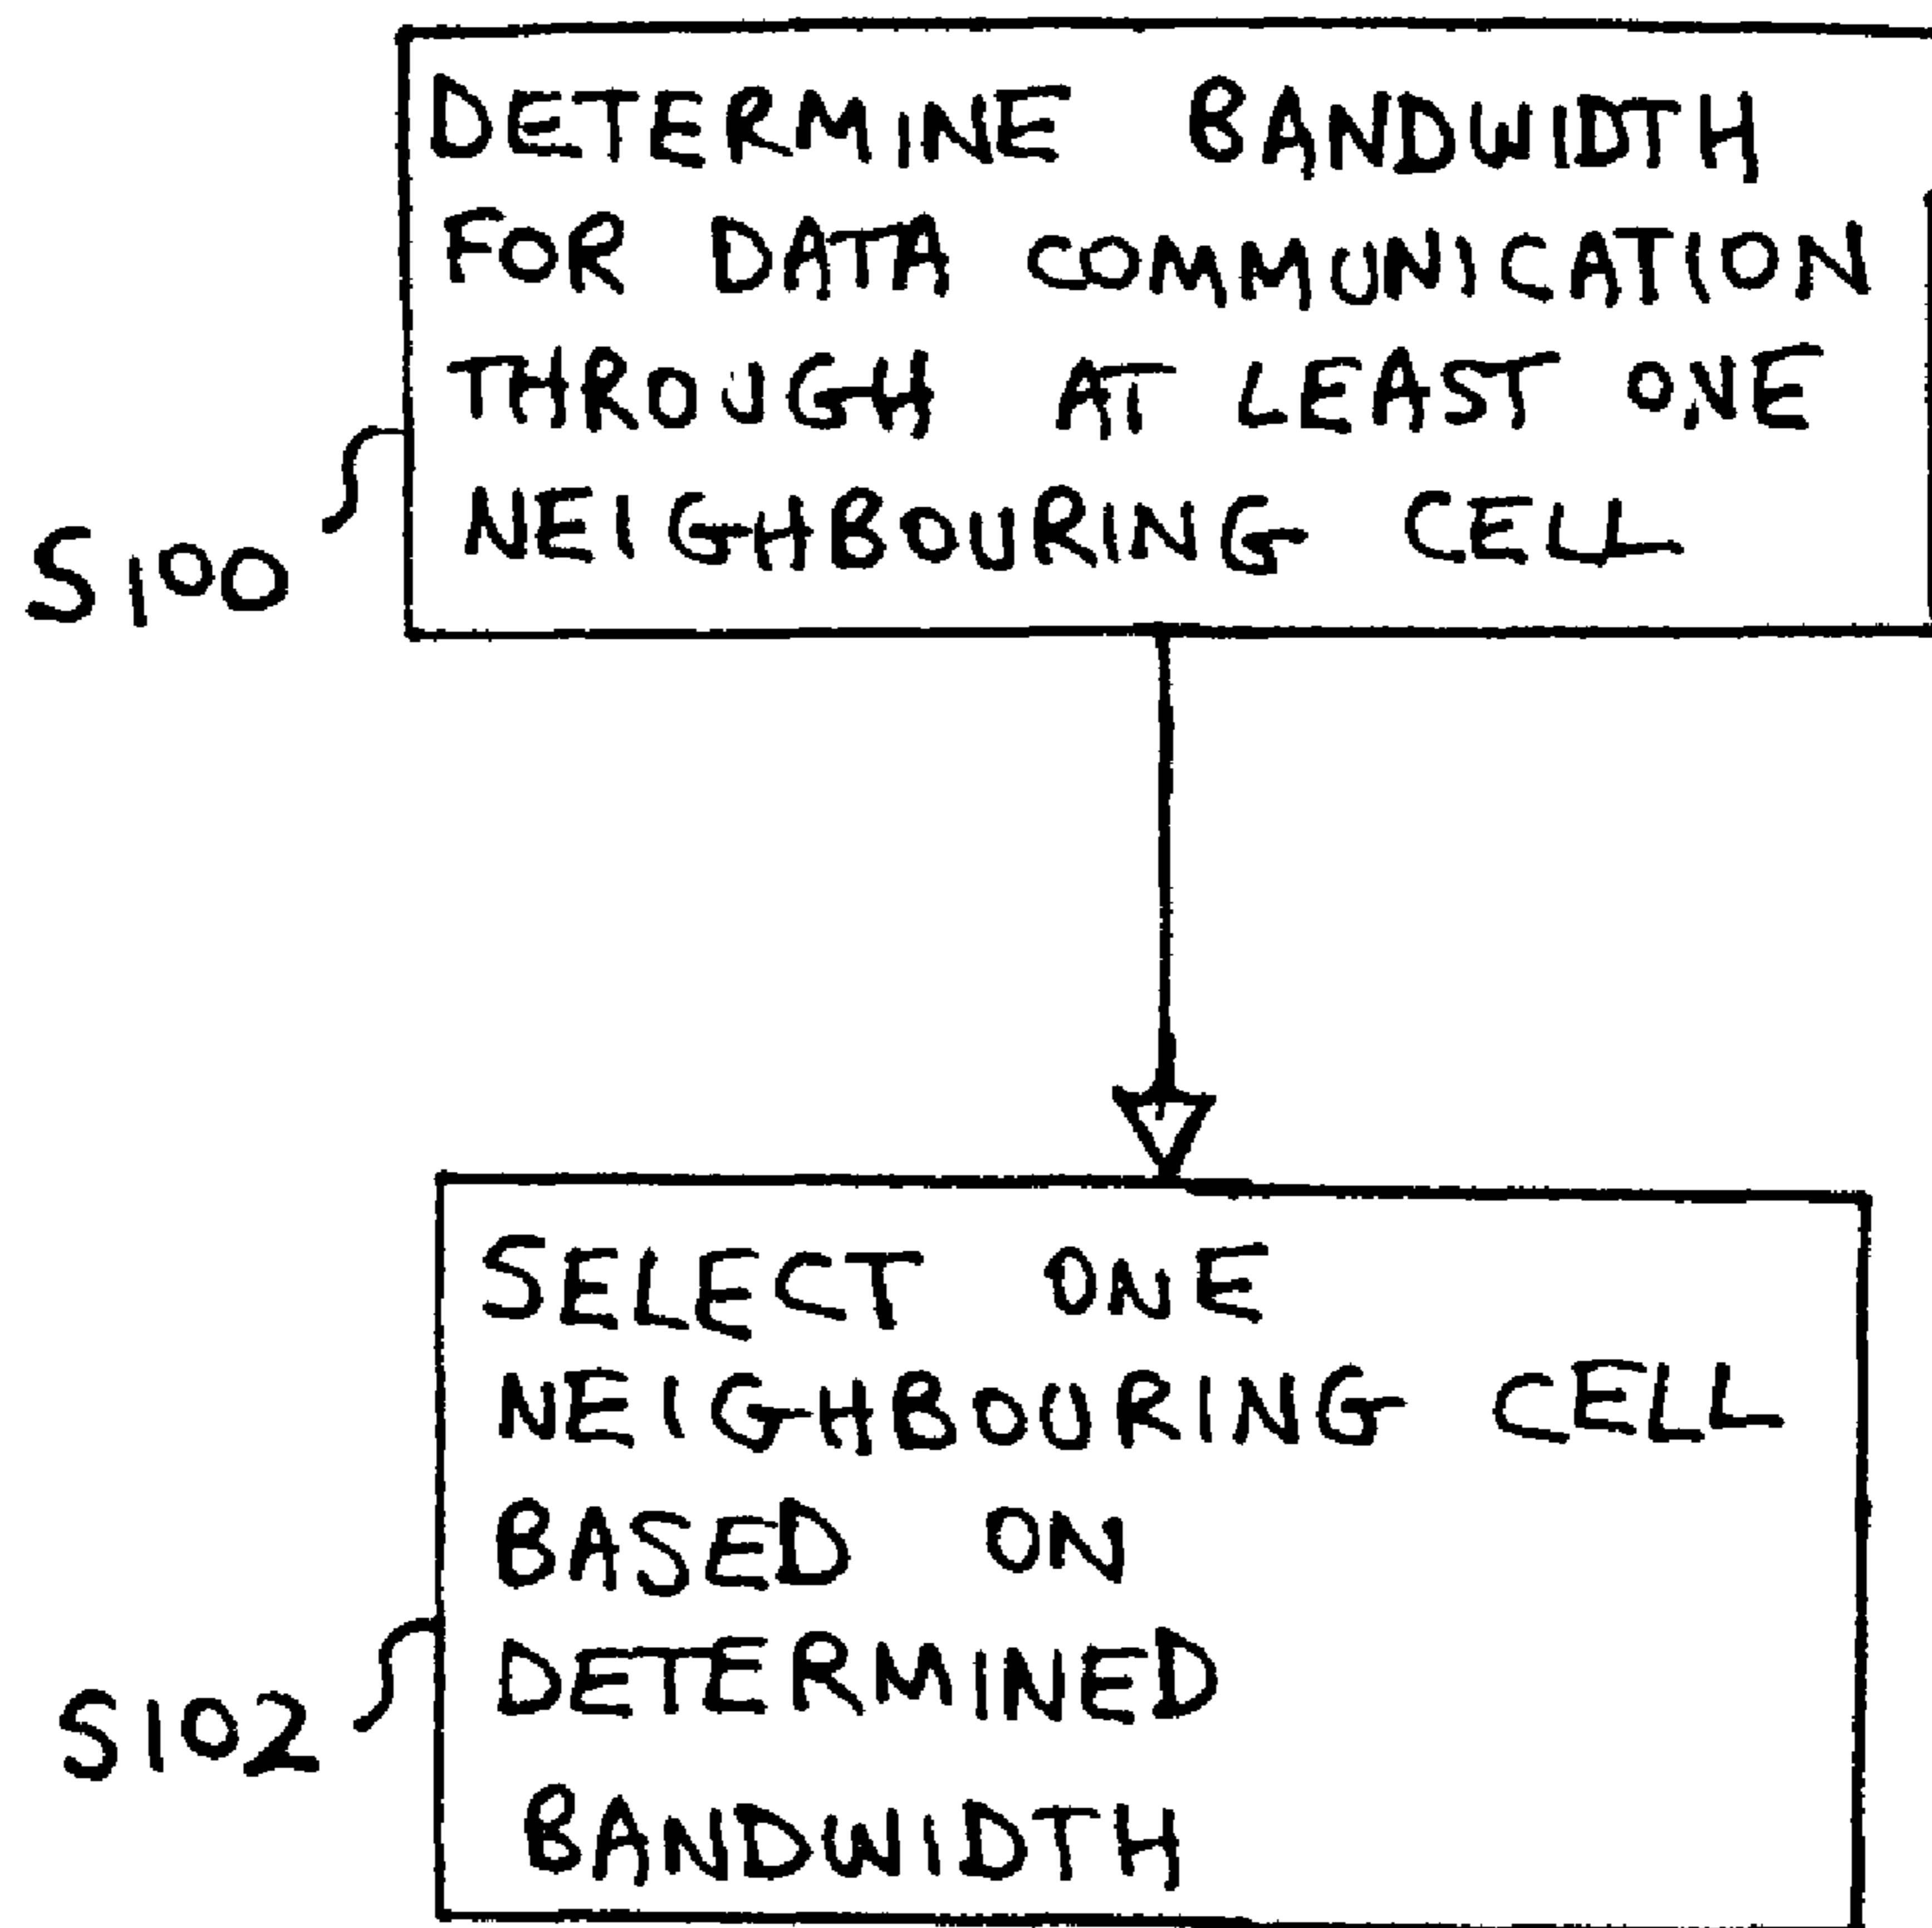 DETERMINE BANDWIDTH
FOR DATA COMMUNICATION
THROUGH AT LEAST ONE
NEIGHBOURING CELL
S100
SELECT ONE
NEIGHBOURING CELL
BASED ON
DETERMINED
BANDWIDTH
S102